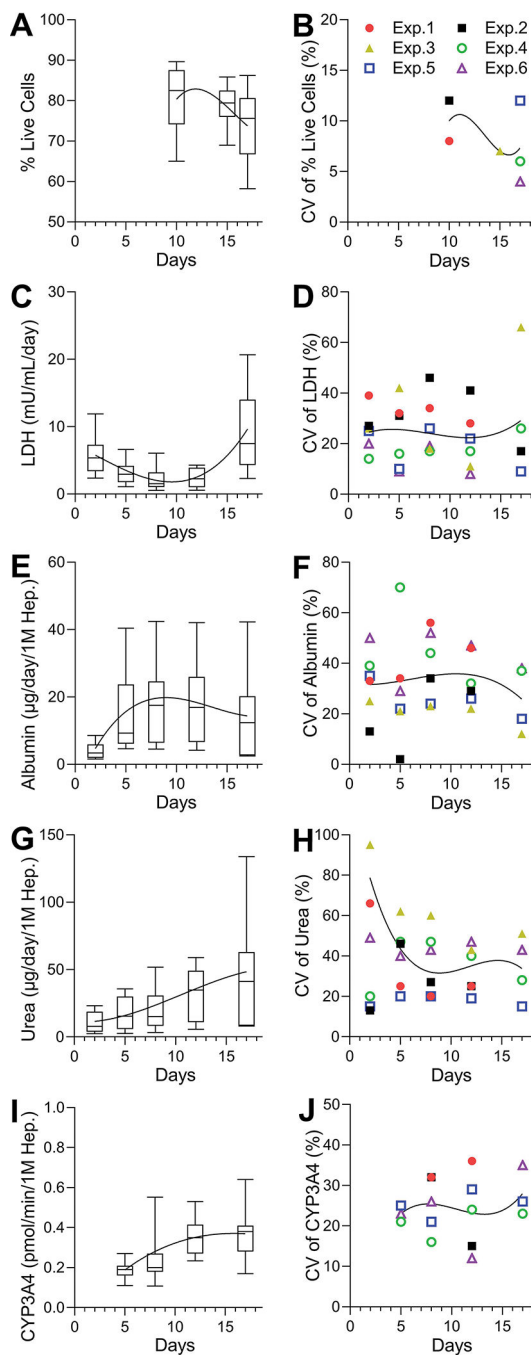 A
% Live Cells
90
80
70
60
50
0 5 10 15
Days
B
CV of % Live Cells (%)
20
15
10
5
0
0 5 10 15
Days
Exp.1 Exp.2
Exp.3 Exp.4
Exp.5 Exp.6
C
LDH (mU/mL/day)
30
20
10
0
0 5 10 15
Days
D
CV of LDH (%)
80
60
40
20
0
0 5 10 15
Days
E
Albumin (µg/day/1M Hep.)
60
40
20
0
0 5 10 15
Days
F
CV of Albumin (%)
80
60
40
20
0
0 5 10 15
Days
G
Urea (µg/day/1M Hep.)
150
100
50
0
0 5 10 15
Days
H
CV of Urea (%)
100
80
60
40
20
0
0 5 10 15
Days
I
CYP3A4 (pmol/min/1M Hep.)
1.0
0.8
0.6
0.4
0.2
0.0
0 5 10 15
Days
J
CV of CYP3A4 (%)
50
40
30
20
10
0
0 5 10 15
Days